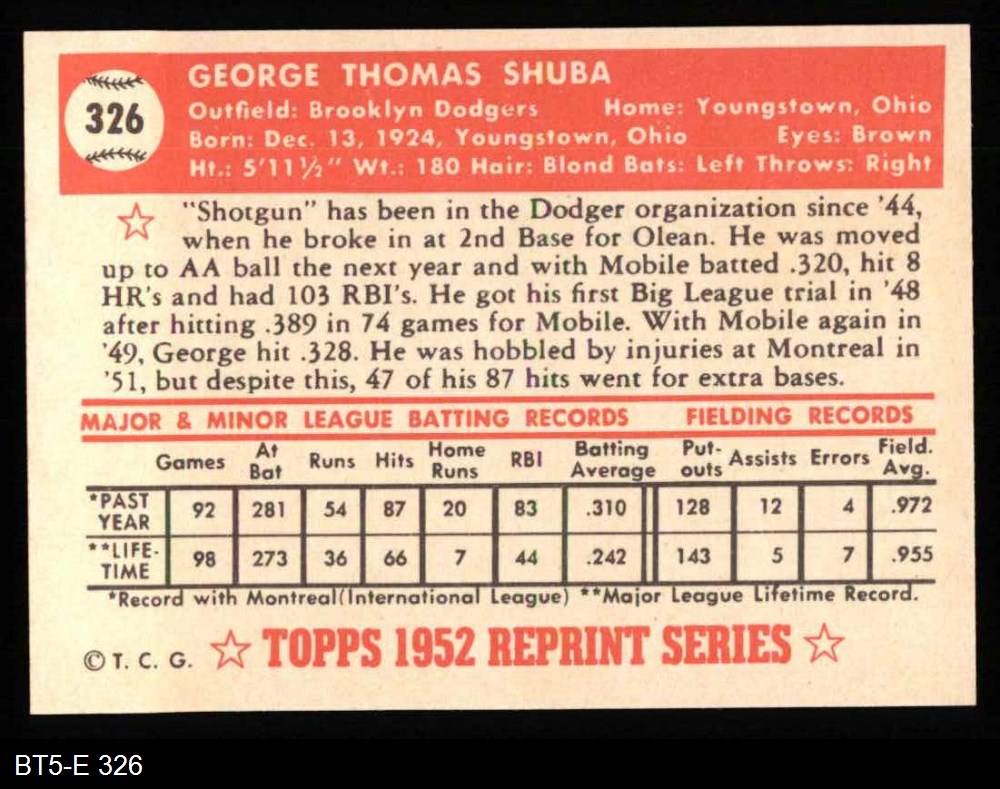 326
GEORGE THOMAS SHUBA
Outfield: Brooklyn Dodgers Home: Youngstown, Ohio
Born: Dec. 13, 1924, Youngstown, Ohio Eyes: Brown
Ht.: 5'11½" Wt.: 180 Hair: Blond Bats: Left Throws: Right
"Shotgun" has been in the Dodger organization since '44,
when he broke in at 2nd Base for Olean. He was moved
up to AA ball the next year and with Mobile batted .320, hit 8
HR's and had 103 RBI's. He got his first Big League trial in '48
after hitting .389 in 74 games for Mobile. With Mobile again in
'49, George hit .328. He was hobbled by injuries at Montreal in
'51, but despite this, 47 of his 87 hits went for extra bases.
MAJOR & MINOR LEAGUE BATTING RECORDS FIELDING RECORDS
Games At Bat Runs Hits Home Runs RBI Batting Average Put-outs Assists Errors Field. Avg.
*PAST YEAR 92 281 54 87 20 83 .310 128 12 4 .972
**LIFE-TIME 98 273 36 66 7 44 .242 143 5 7 .955
*Record with Montreal(International League) **Major League Lifetime Record.
© T. C. G. TOPPS 1952 REPRINT SERIES
BT5-E 326